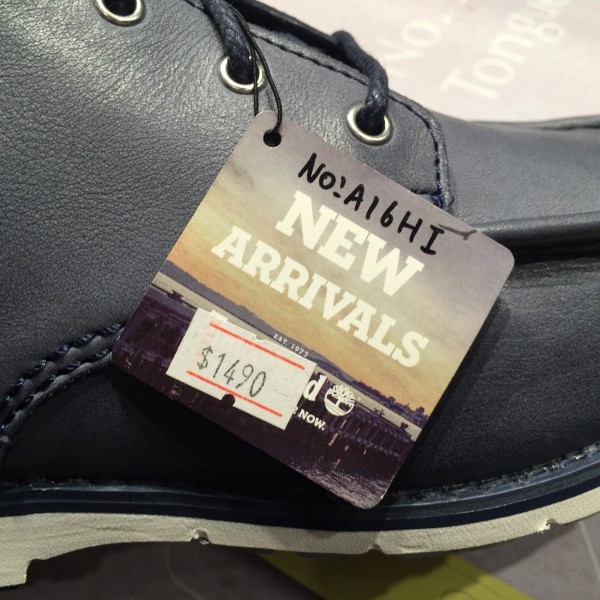 No.
Tongue
No: A16HI
NEW
ARRIVALS
EST. 1973
$1490
d
NOW.